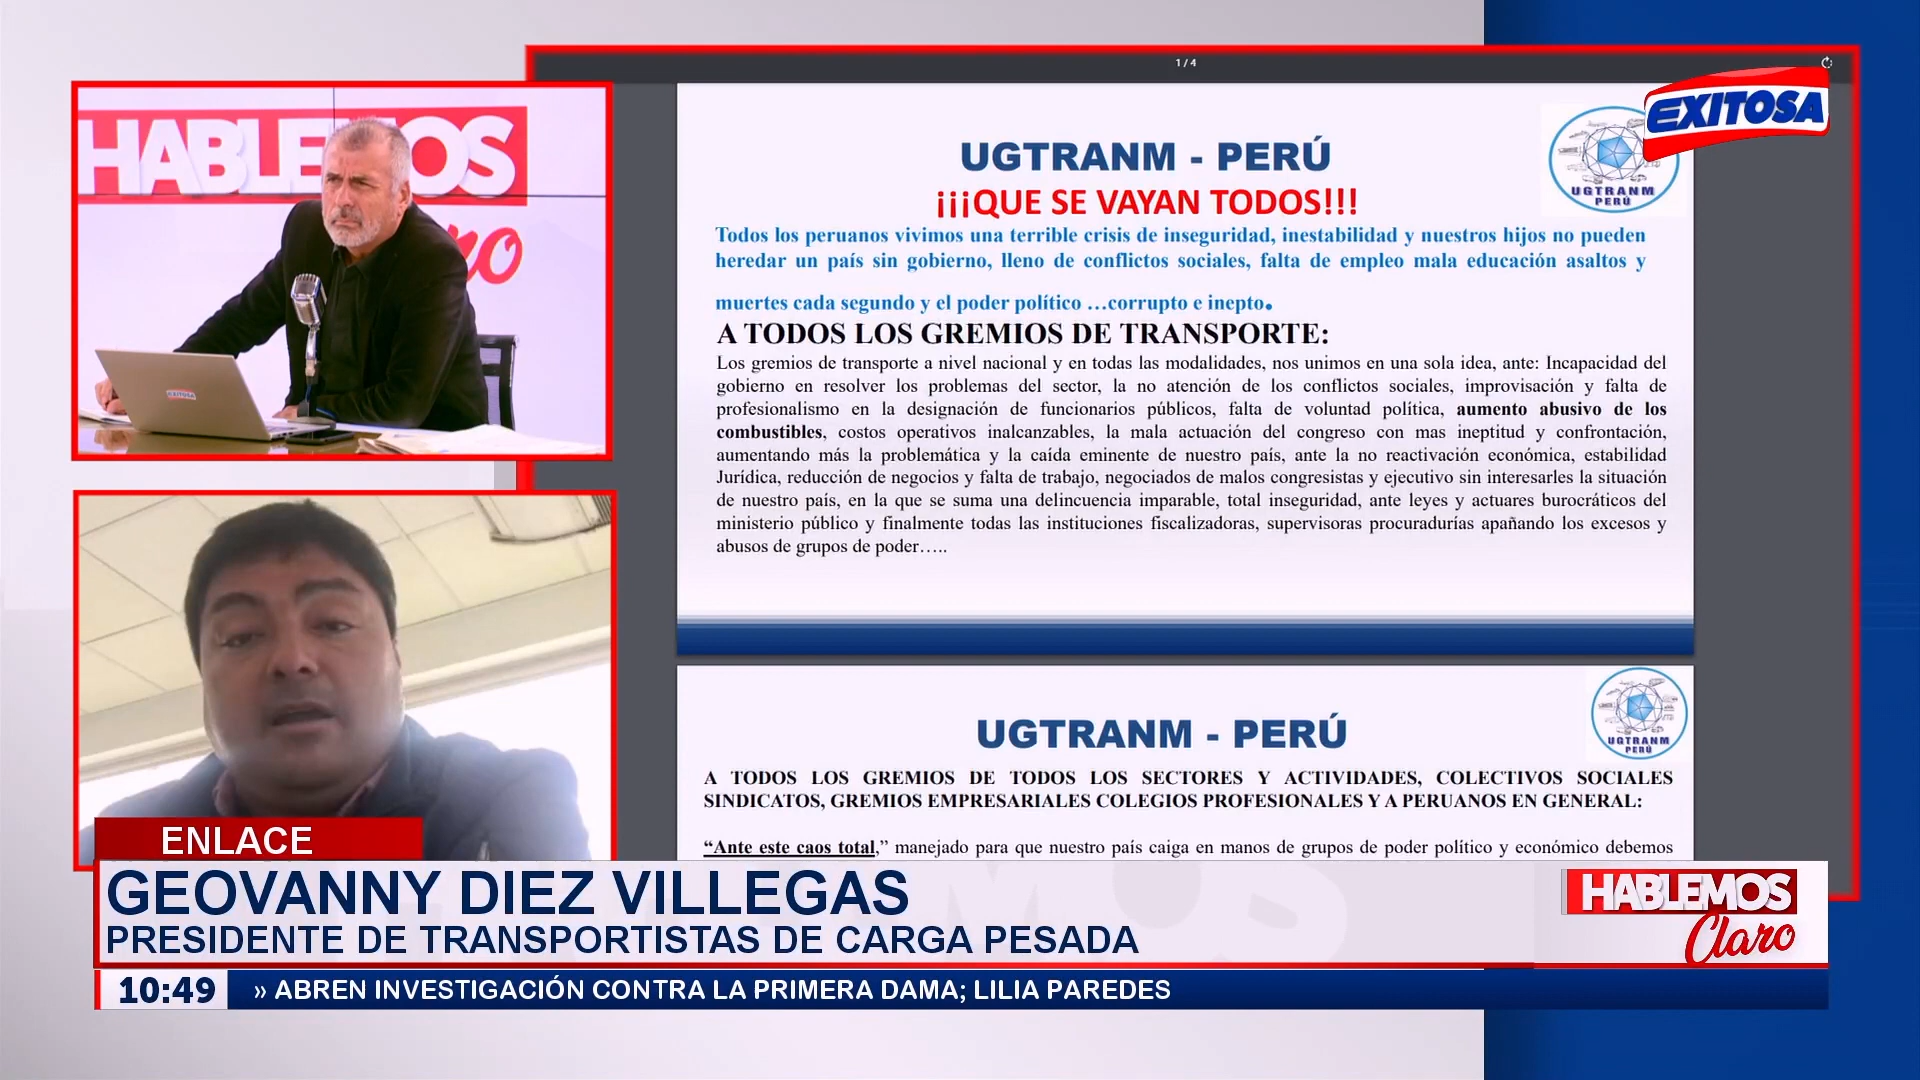 1 / 4
EXITOSA
HABLEMOS
EXITOSA
UGTRANM - PERÚ
UGTRANM
PERÚ
¡¡¡QUE SE VAYAN TODOS!!!
Todos los peruanos vivimos una terrible crisis de inseguridad, inestabilidad y nuestros hijos no pueden
heredar un país sin gobierno, lleno de conflictos sociales, falta de empleo mala educación asaltos y
muertes cada segundo y el poder político …corrupto e inepto.
A TODOS LOS GREMIOS DE TRANSPORTE:
Los gremios de transporte a nivel nacional y en todas las modalidades, nos unimos en una sola idea, ante: Incapacidad del
gobierno en resolver los problemas del sector, la no atención de los conflictos sociales, improvisación y falta de
profesionalismo en la designación de funcionarios públicos, falta de voluntad política, aumento abusivo de los
combustibles, costos operativos inalcanzables, la mala actuación del congreso con mas ineptitud y confrontación,
aumentando más la problemática y la caída eminente de nuestro país, ante la no reactivación económica, estabilidad
Jurídica, reducción de negocios y falta de trabajo, negociados de malos congresistas y ejecutivo sin interesarles la situación
de nuestro país, en la que se suma una delincuencia imparable, total inseguridad, ante leyes y actuares burocráticos del
ministerio público y finalmente todas las instituciones fiscalizadoras, supervisoras procuradurías apañando los excesos y
abusos de grupos de poder…..
UGTRANM - PERÚ
UGTRANM
PERÚ
A TODOS LOS GREMIOS DE TODOS LOS SECTORES Y ACTIVIDADES, COLECTIVOS SOCIALES
SINDICATOS, GREMIOS EMPRESARIALES COLEGIOS PROFESIONALES Y A PERUANOS EN GENERAL:
“Ante este caos total,” manejado para que nuestro país caiga en manos de grupos de poder político y económico debemos
ENLACE
GEOVANNY DIEZ VILLEGAS
PRESIDENTE DE TRANSPORTISTAS DE CARGA PESADA
HABLEMOS
Claro
10:49 » ABREN INVESTIGACIÓN CONTRA LA PRIMERA DAMA; LILIA PAREDES